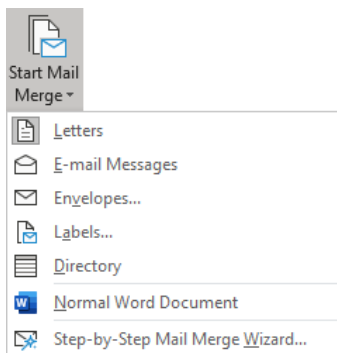 Start Mail
Merge
Letters
E-mail Messages
Envelopes...
Labels...
Directory
Normal Word Document
Step-by-Step Mail Merge Wizard...